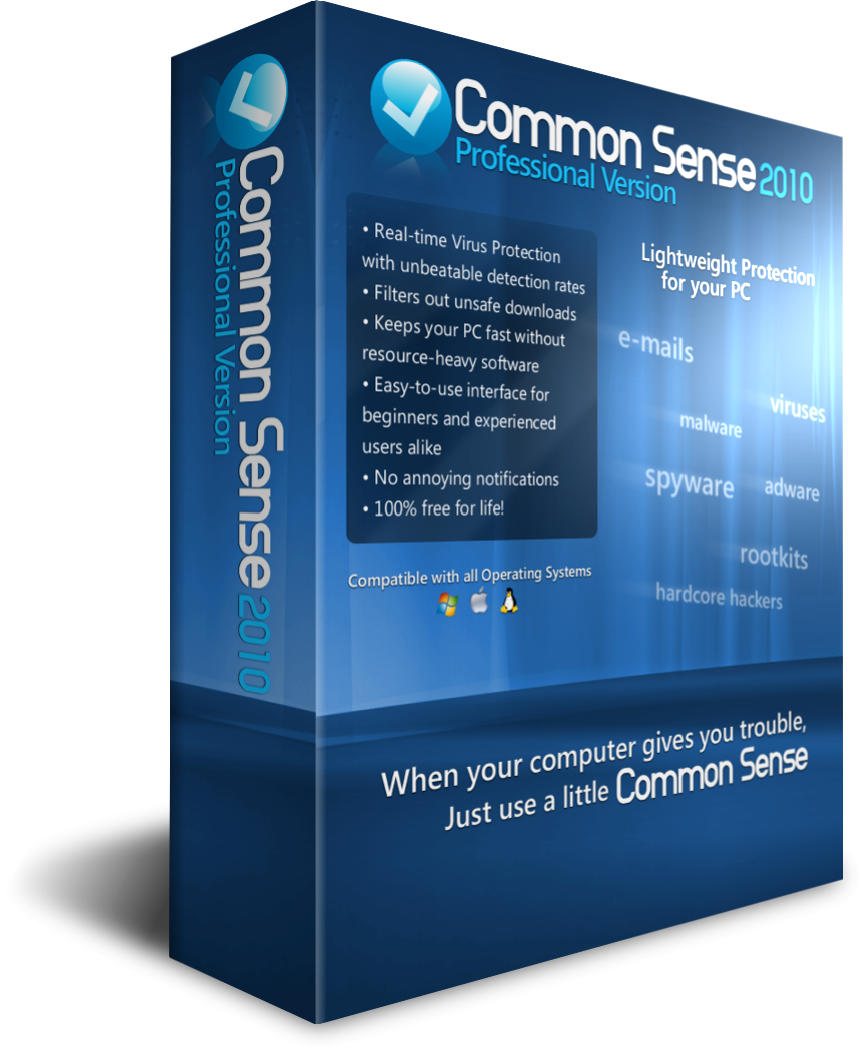 Common Sense 2010
Professional Version
Common Sense 2010
Professional Version
• Real-time Virus Protection
with unbeatable detection rates
• Filters out unsafe downloads
• Keeps your PC fast without
resource-heavy software
• Easy-to-use interface for
beginners and experienced
users alike
• No annoying notifications
• 100% free for life!
Compatible with all Operating Systems
Lightweight Protection
for your PC
e-mails
viruses
malware
spyware
adware
rootkits
hardcore hackers
When your computer gives you trouble,
Just use a little Common Sense